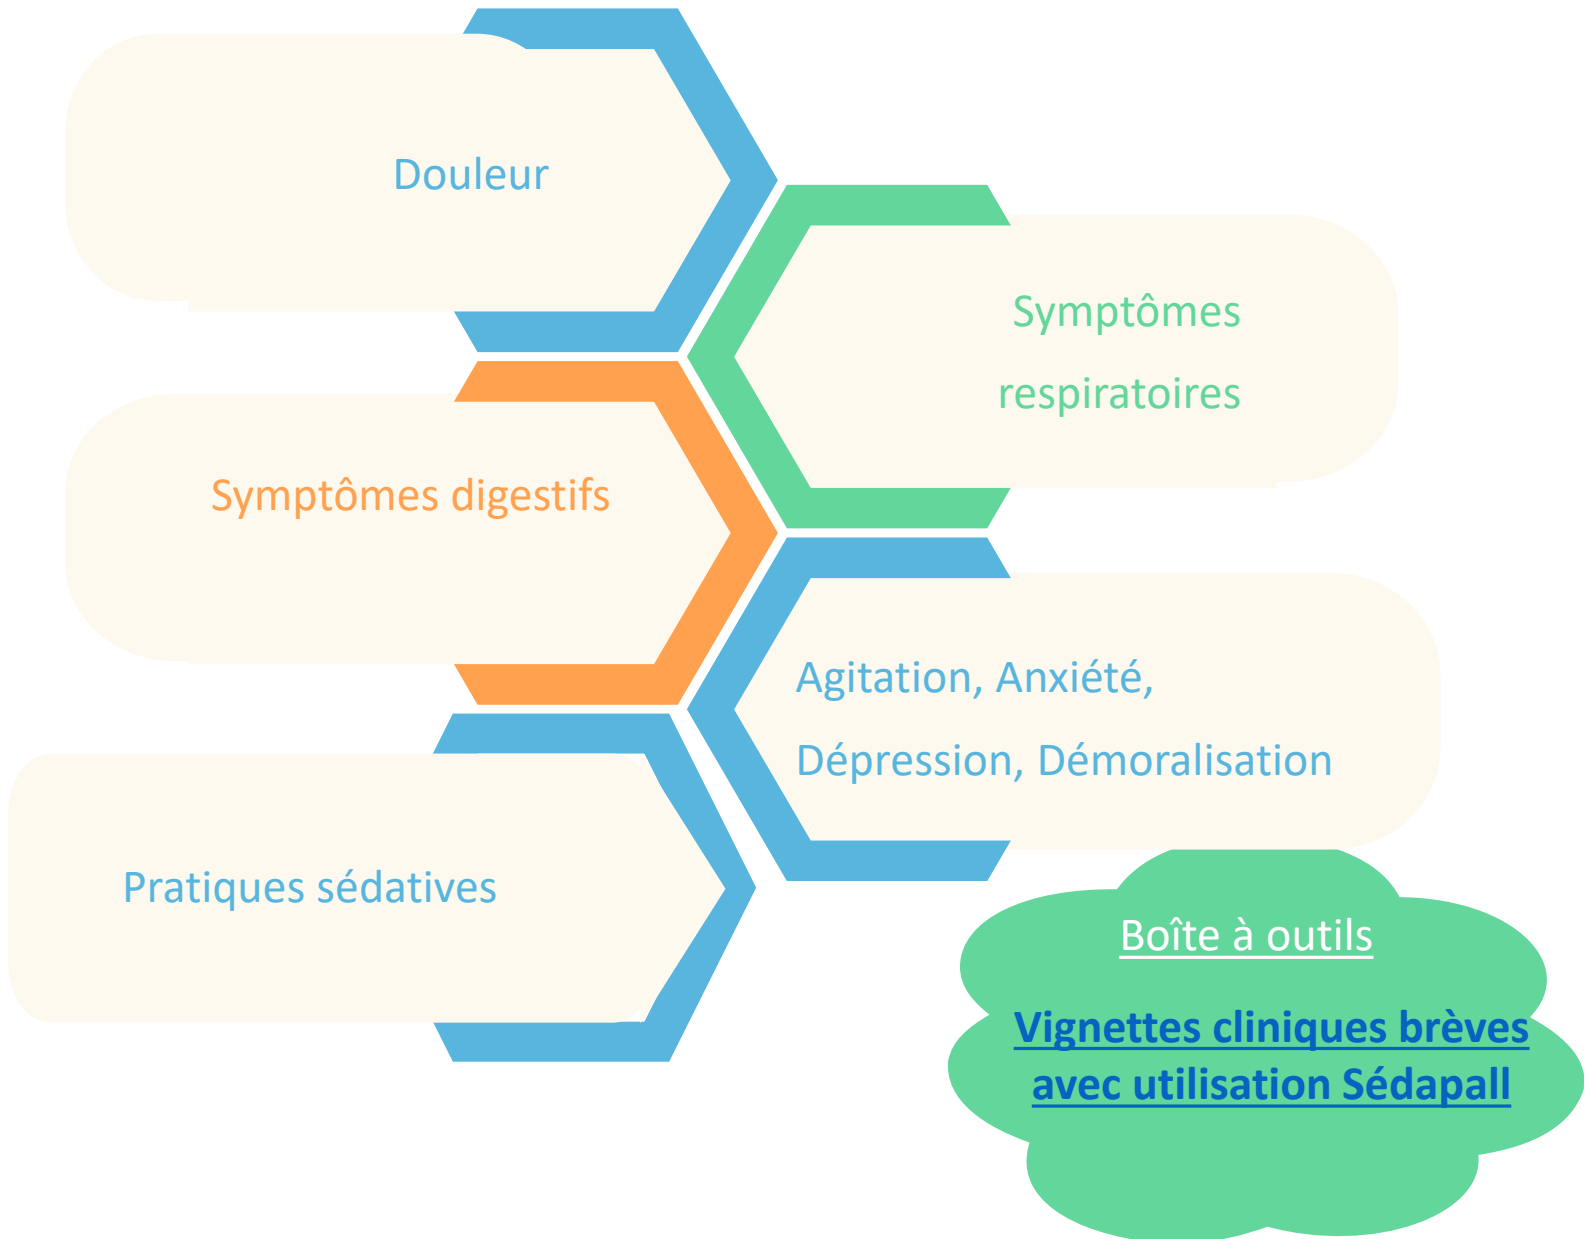 Douleur
Symptômes
respiratoires
Symptômes digestifs
Agitation, Anxiété,
Dépression, Démoralisation
Pratiques sédatives
Boîte à outils
Vignettes cliniques brèves
avec utilisation Sédapall